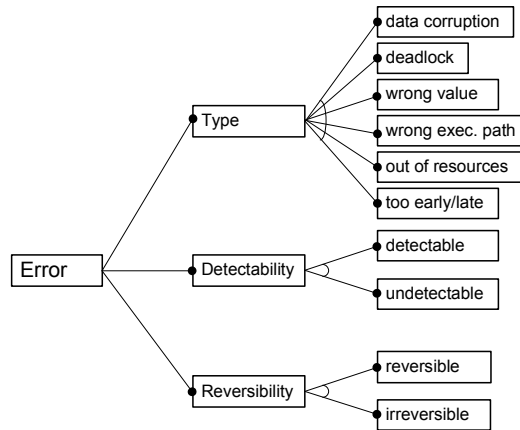 data corruption
deadlock
Type
wrong value
wrong exec. path
out of resources
too early/late
Error
Detectability
detectable
undetectable
Reversibility
reversible
irreversible